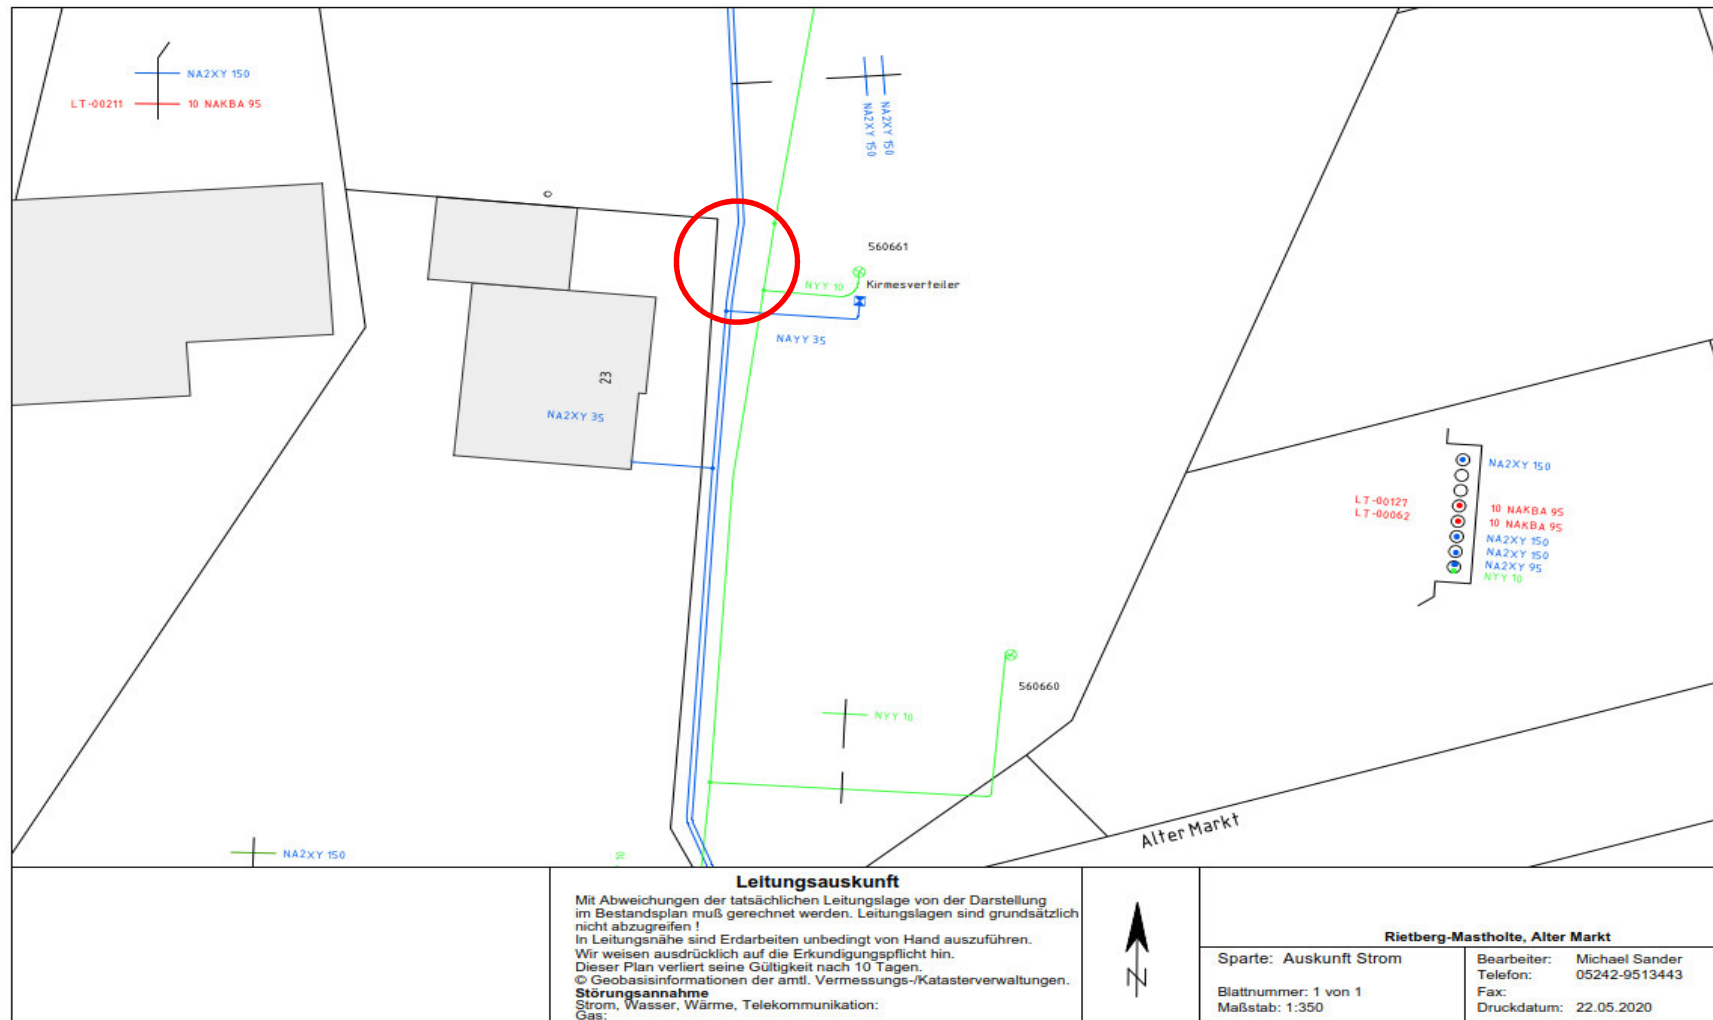 NA2XY 150
LT-00211
10 NAKBA 95
NA2XY 150
NA2XY 150
560661
NYY 10
Kirmesverteiler
NAYY 35
23
NA2XY 35
NA2XY 150
LT-00127
LT-00062
10 NAKBA 95
10 NAKBA 95
NA2XY 150
NA2XY 150
NA2XY 95
NYY 10
560660
NYY 10
Alter Markt
NA2XY 150
10
Leitungsauskunft
Mit Abweichungen der tatsächlichen Leitungslage von der Darstellung
im Bestandsplan muß gerechnet werden. Leitungslagen sind grundsätzlich
nicht abzugreifen !
In Leitungsnähe sind Erdarbeiten unbedingt von Hand auszuführen.
Wir weisen ausdrücklich auf die Erkundigungspflicht hin.
Dieser Plan verliert seine Gültigkeit nach 10 Tagen.
© Geobasisinformationen der amtl. Vermessungs-/Katasterverwaltungen.
Störungsannahme
Strom, Wasser, Wärme, Telekommunikation:
Gas:
N
Rietberg-Mastholte, Alter Markt
Sparte: Auskunft Strom
Blattnummer: 1 von 1
Maßstab: 1:350
Bearbeiter: Michael Sander
Telefon: 05242-9513443
Fax:
Druckdatum: 22.05.2020